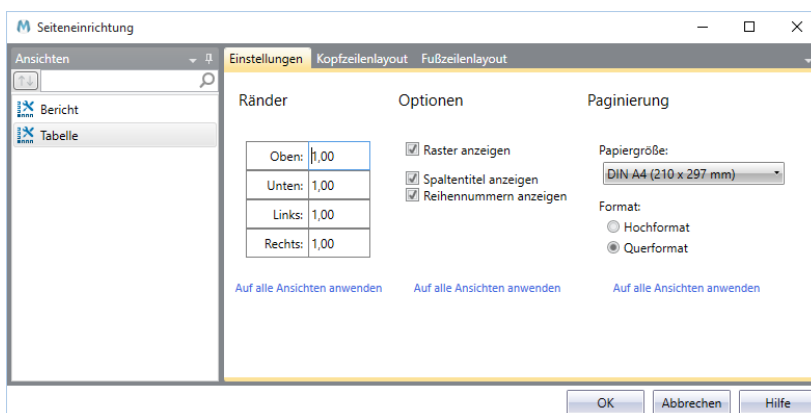 Seiteneinrichtung
Ansichten
Bericht
Tabelle
Einstellungen Kopfzeilenlayout Fußzeilenlayout
Ränder Optionen Paginierung
Oben: 1,00
Unten: 1,00
Links: 1,00
Rechts: 1,00
Auf alle Ansichten anwenden
Raster anzeigen
Spaltentitel anzeigen
Reihennummern anzeigen
Auf alle Ansichten anwenden
Papiergröße:
DIN A4 (210 x 297 mm)
Format:
Hochformat
Querformat
Auf alle Ansichten anwenden
OK Abbrechen Hilfe